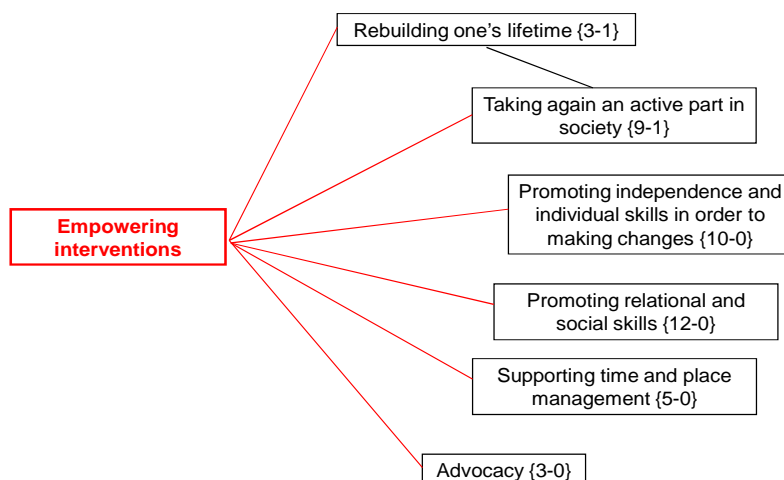 Rebuilding one’s lifetime {3-1}
Taking again an active part in
society {9-1}
Promoting independence and
individual skills in order to
making changes {10-0}
Empowering
interventions
Promoting relational and
social skills {12-0}
Supporting time and place
management {5-0}
Advocacy {3-0}